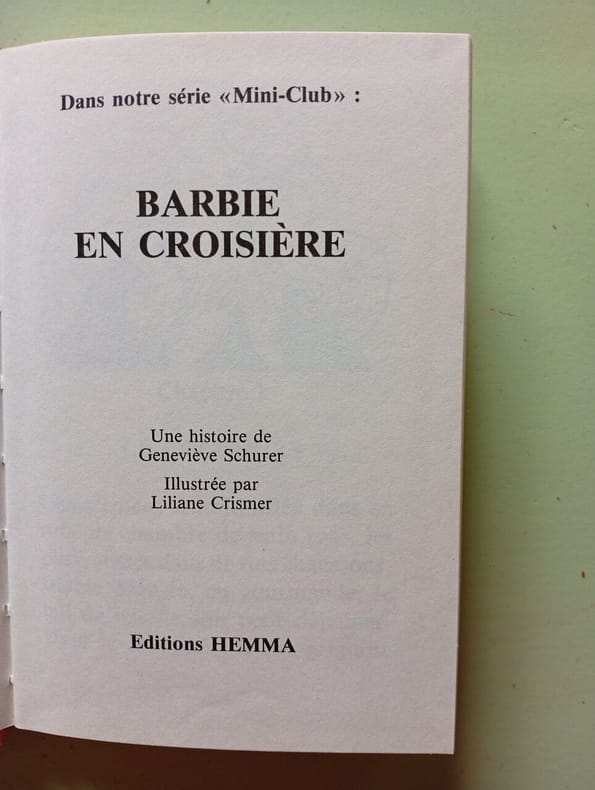 Dans notre série «Mini-Club» :
BARBIE
EN CROISIÈRE
Une histoire de
Geneviève Schurer
Illustrée par
Liliane Crismer
Editions HEMMA